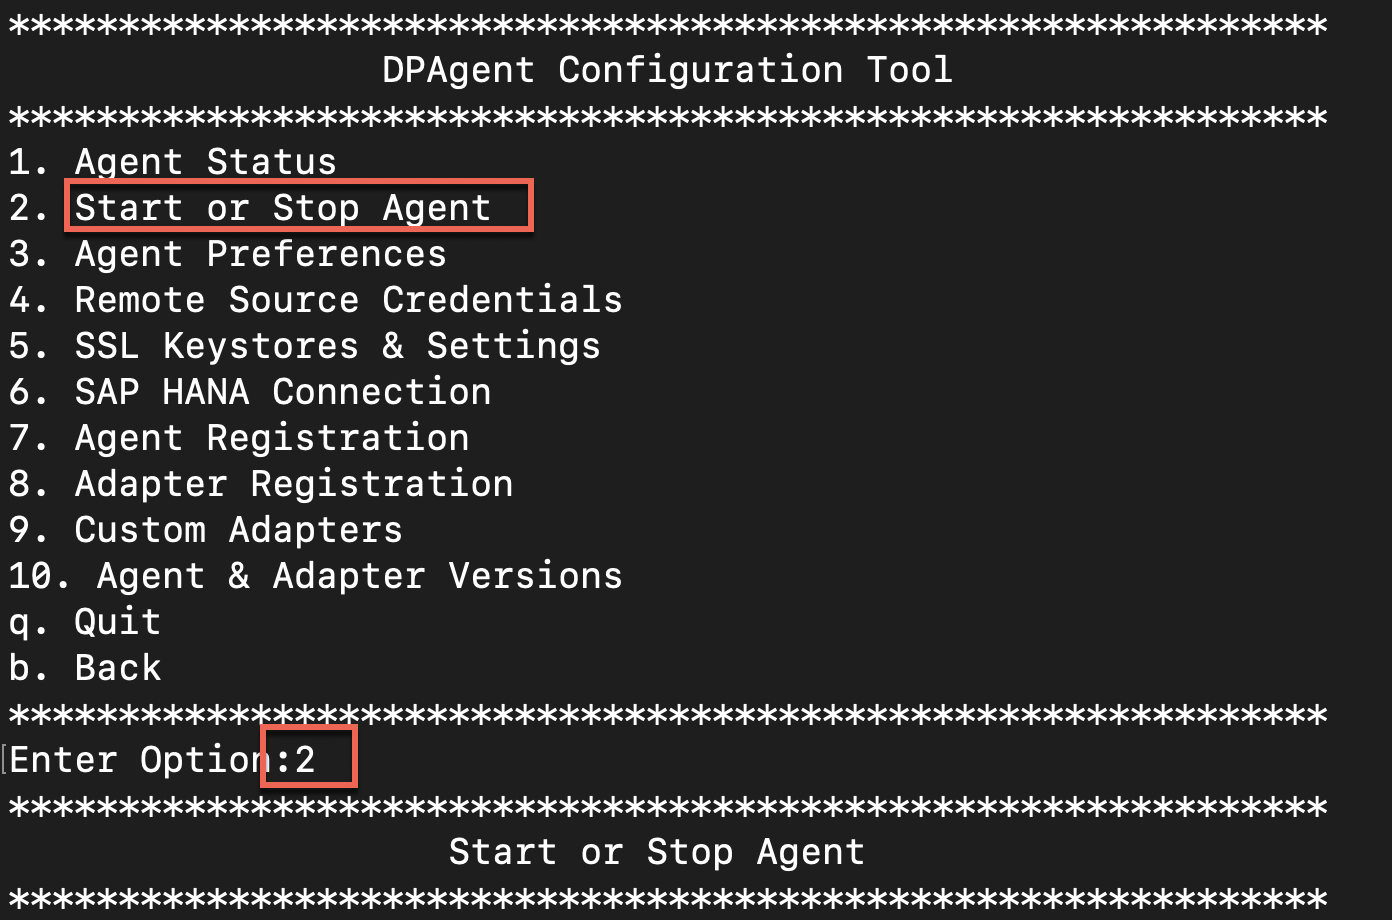 ************************************************************
DPAgent Configuration Tool
************************************************************
1. Agent Status
2. Start or Stop Agent
3. Agent Preferences
4. Remote Source Credentials
5. SSL Keystores & Settings
6. SAP HANA Connection
7. Agent Registration
8. Adapter Registration
9. Custom Adapters
10. Agent & Adapter Versions
q. Quit
b. Back
************************************************************
Enter Option:2
************************************************************
Start or Stop Agent
************************************************************